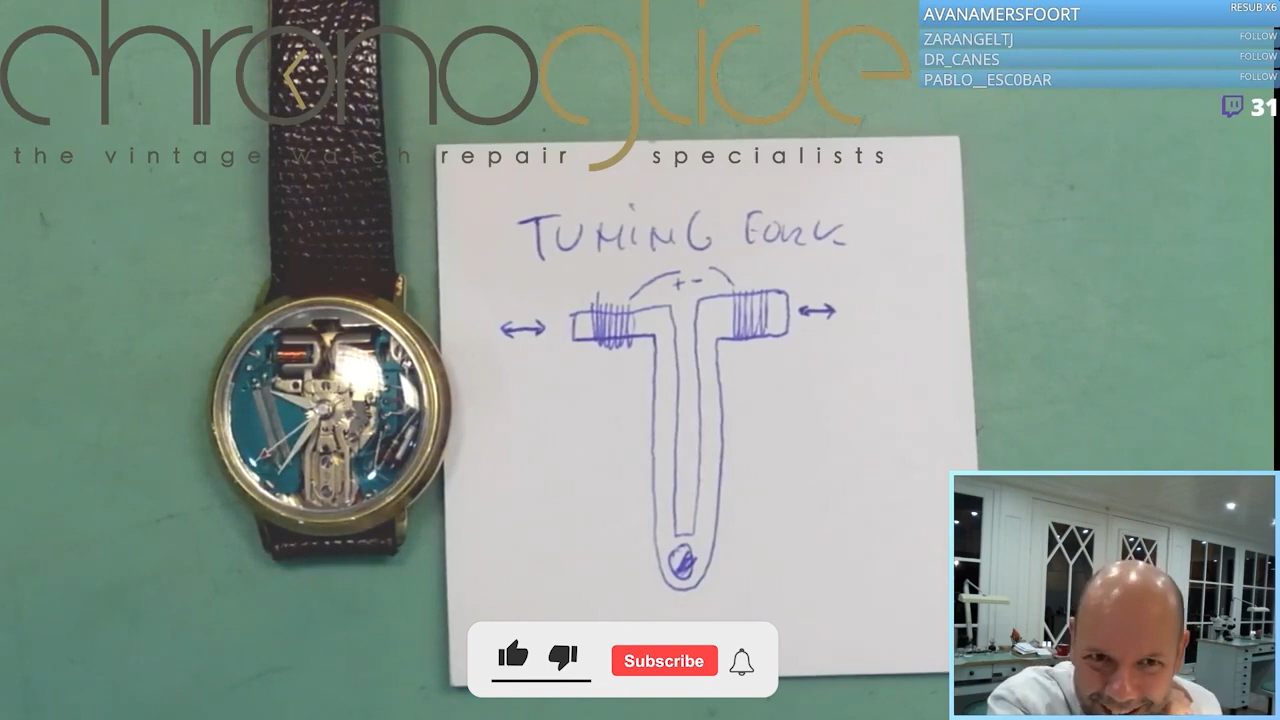 chronoglide
the vintage watch repair specialists
AVANAMERSFOORT RESUB X6
ZARANGELTJ FOLLOW
DR_CANES FOLLOW
PABLO__ESC0BAR FOLLOW
31
TUNING FORK
+ -
Subscribe